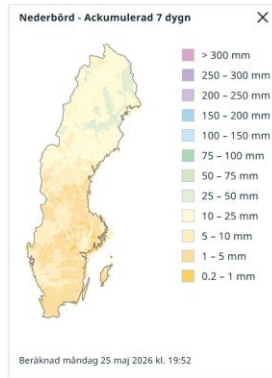 Nederbörd - Ackumulerad 7 dygn
> 300 mm
250 – 300 mm
200 – 250 mm
150 – 200 mm
100 – 150 mm
75 – 100 mm
50 – 75 mm
25 – 50 mm
10 – 25 mm
5 – 10 mm
1 – 5 mm
0.2 – 1 mm
Beräknad måndag 25 maj 2026 kl. 19:52